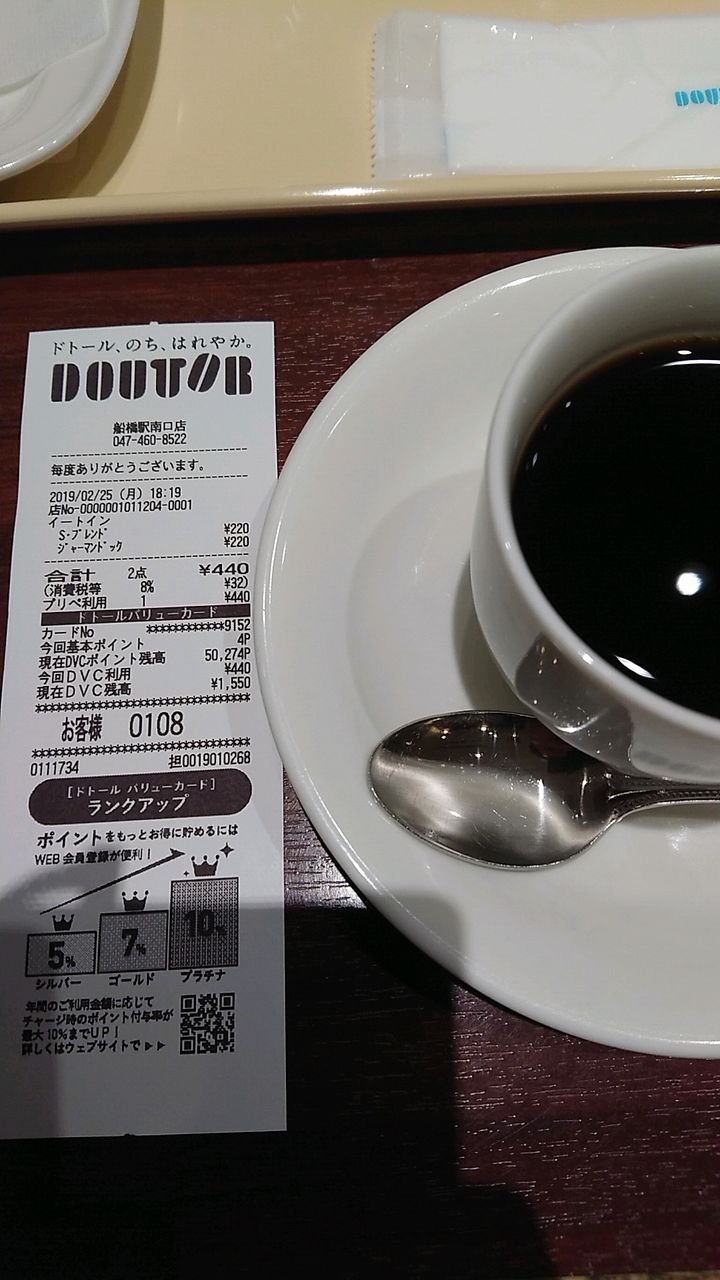 DOU
ドトール、のち、はれやか。
DOUTOR
船橋駅南口店
047-460-8522
毎度ありがとうございます。
2019/02/25 (月) 18:19
店No-0000001011204-0001
イートイン
S・ブレンド ¥220
ジャーマンドック ¥220
合計 2点 ¥440
(消費税等 8% ¥32)
プリペ利用 1 ¥440
ドトールバリューカード
カードNo ************9152
今回基本ポイント 4P
現在DVCポイント残高 50,274P
今回DVC利用 ¥440
現在DVC残高 ¥1,550
お客様 0108
0111734 担0019010268
[ドトール バリューカード]
ランクアップ
ポイントをもっとお得に貯めるには
WEB会員登録が便利!
5% 7% 10%
シルバー ゴールド プラチナ
年間のご利用金額に応じて
チャージ時のポイント付与率が
最大10%までUP!
詳しくはウェブサイトで▶▶